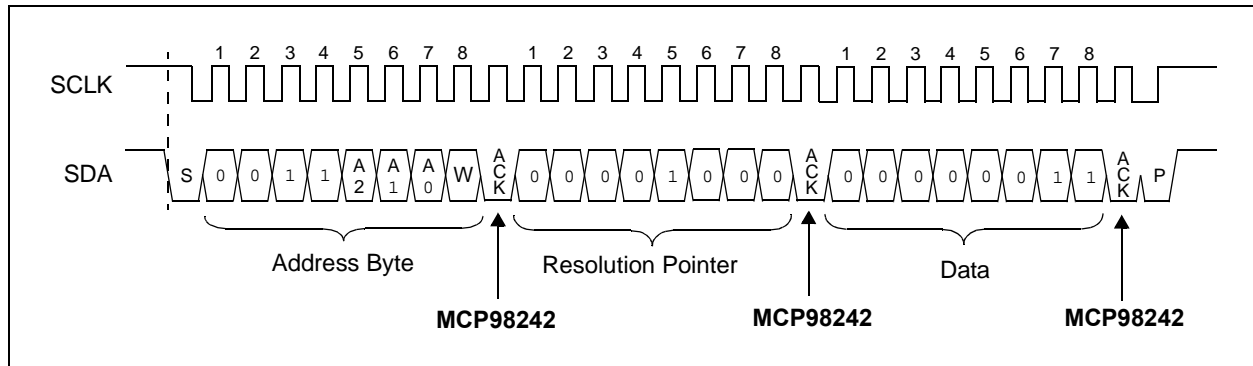 1 2 3 4 5 6 7 8 1 2 3 4 5 6 7 8 1 2 3 4 5 6 7 8
SCLK
SDA S 0 0 1 1 A2 A1 A0 W ACK 0 0 0 0 1 0 0 0 ACK 0 0 0 0 0 0 1 1 ACK P
Address Byte Resolution Pointer Data
MCP98242 MCP98242 MCP98242